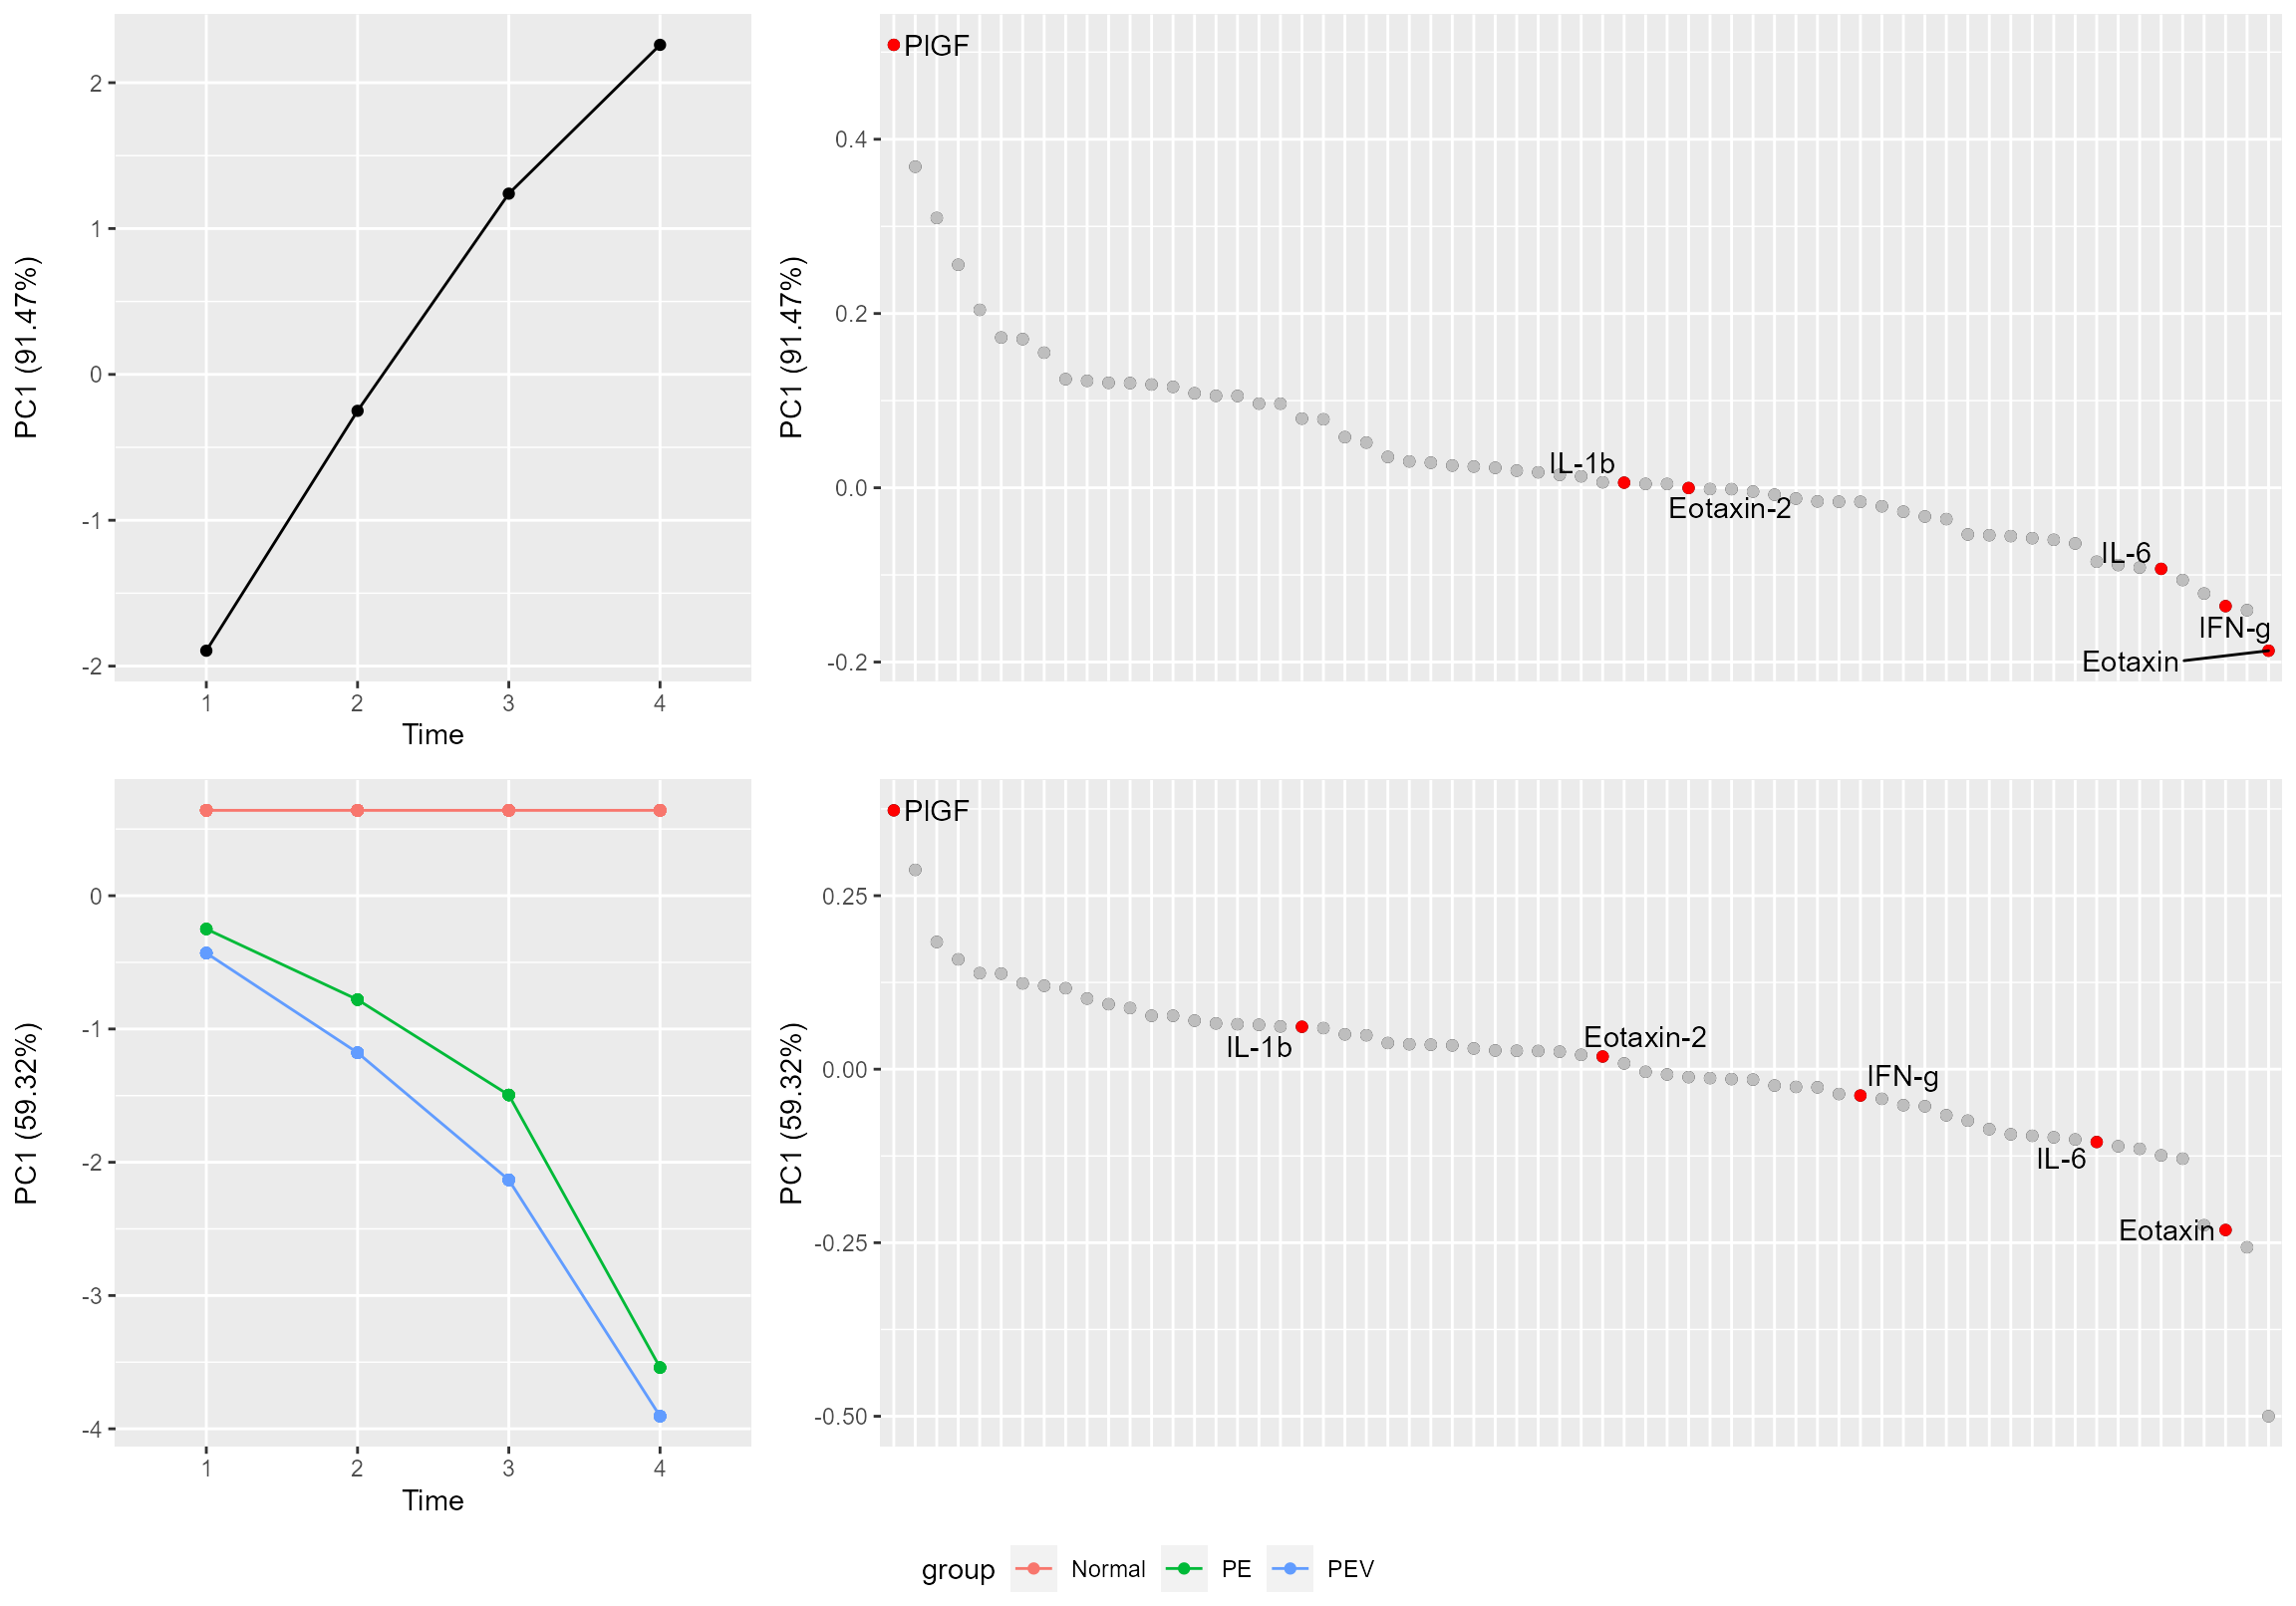 PC1 (91.47%)
2
1
0
-1
-2
1 2 3 4
Time
PC1 (91.47%)
0.4
0.2
0.0
-0.2
PlGF
IL-1b
Eotaxin-2
IL-6
IFN-g
Eotaxin
PC1 (59.32%)
0
-1
-2
-3
-4
1 2 3 4
Time
PC1 (59.32%)
0.25
0.00
-0.25
-0.50
PlGF
IL-1b
Eotaxin-2
IFN-g
IL-6
Eotaxin
group Normal PE PEV